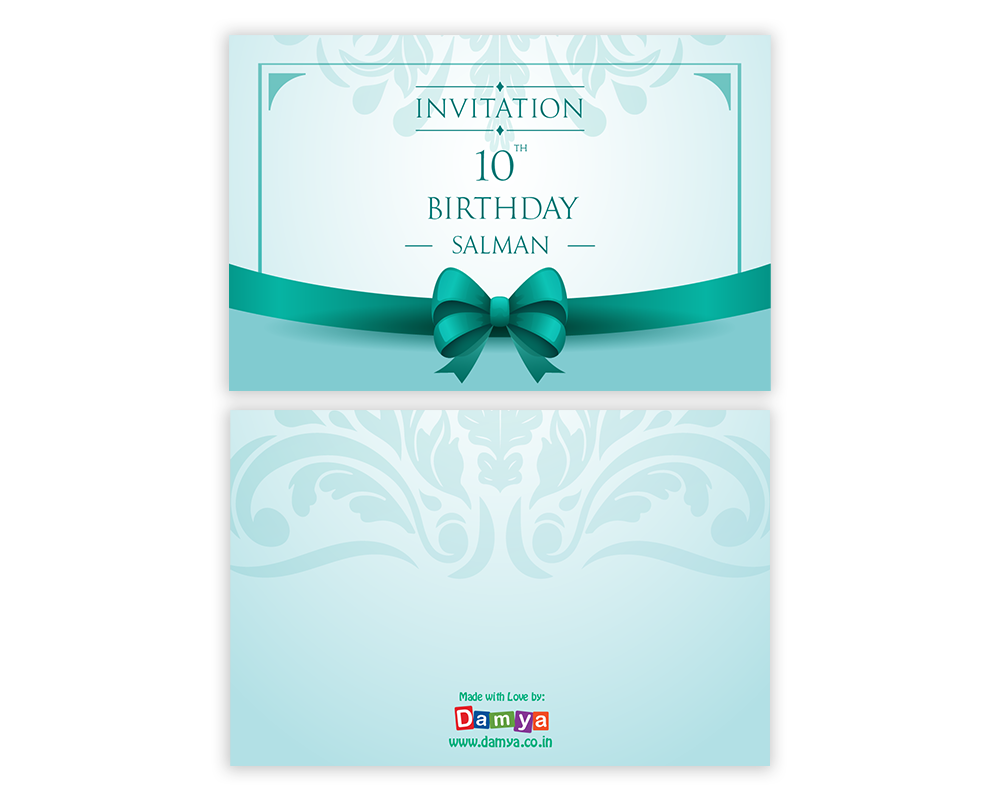 INVITATION
10TH
BIRTHDAY
SALMAN
Made with Love by:
Damya
www.damya.co.in